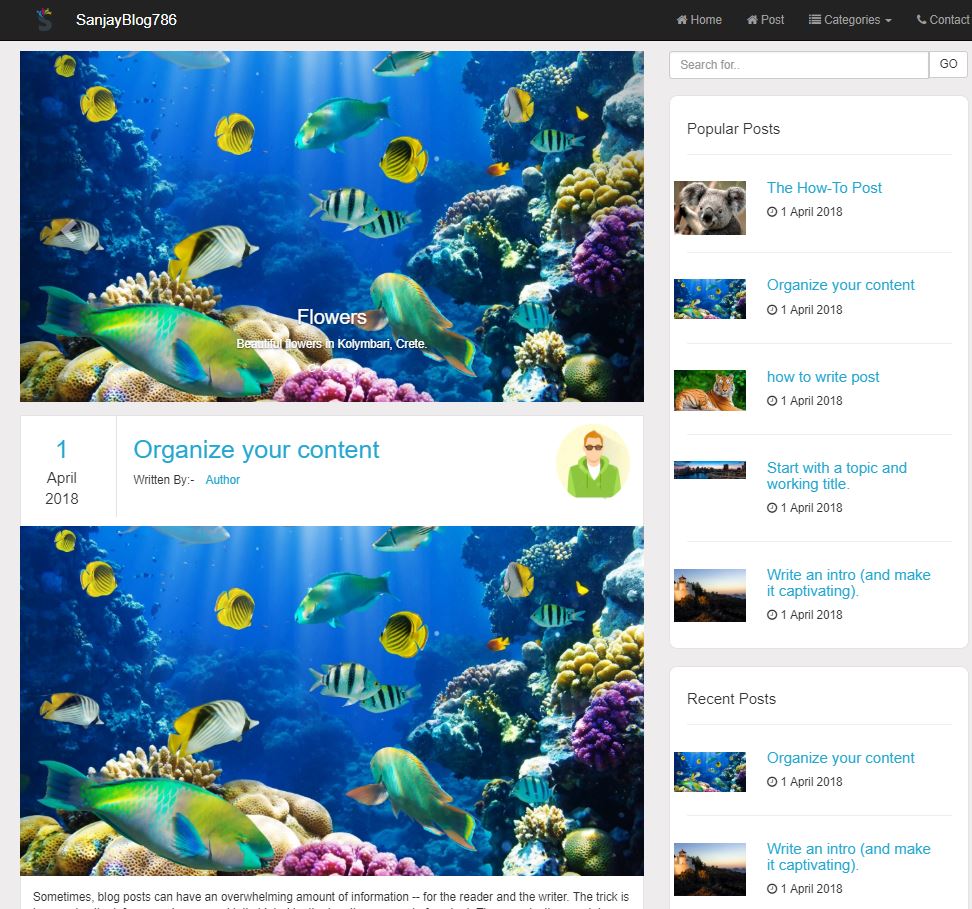 SanjayBlog786
Home
Post
Categories
Contact
Search for..
GO
Flowers
Beautiful flowers in Kolymbari, Crete.
1
April
2018
Organize your content
Written By:- Author
Sometimes, blog posts can have an overwhelming amount of information -- for the reader and the writer. The trick is
Popular Posts
The How-To Post
1 April 2018
Organize your content
1 April 2018
how to write post
1 April 2018
Start with a topic and
working title.
1 April 2018
Write an intro (and make
it captivating).
1 April 2018
Recent Posts
Organize your content
1 April 2018
Write an intro (and make
it captivating).
1 April 2018